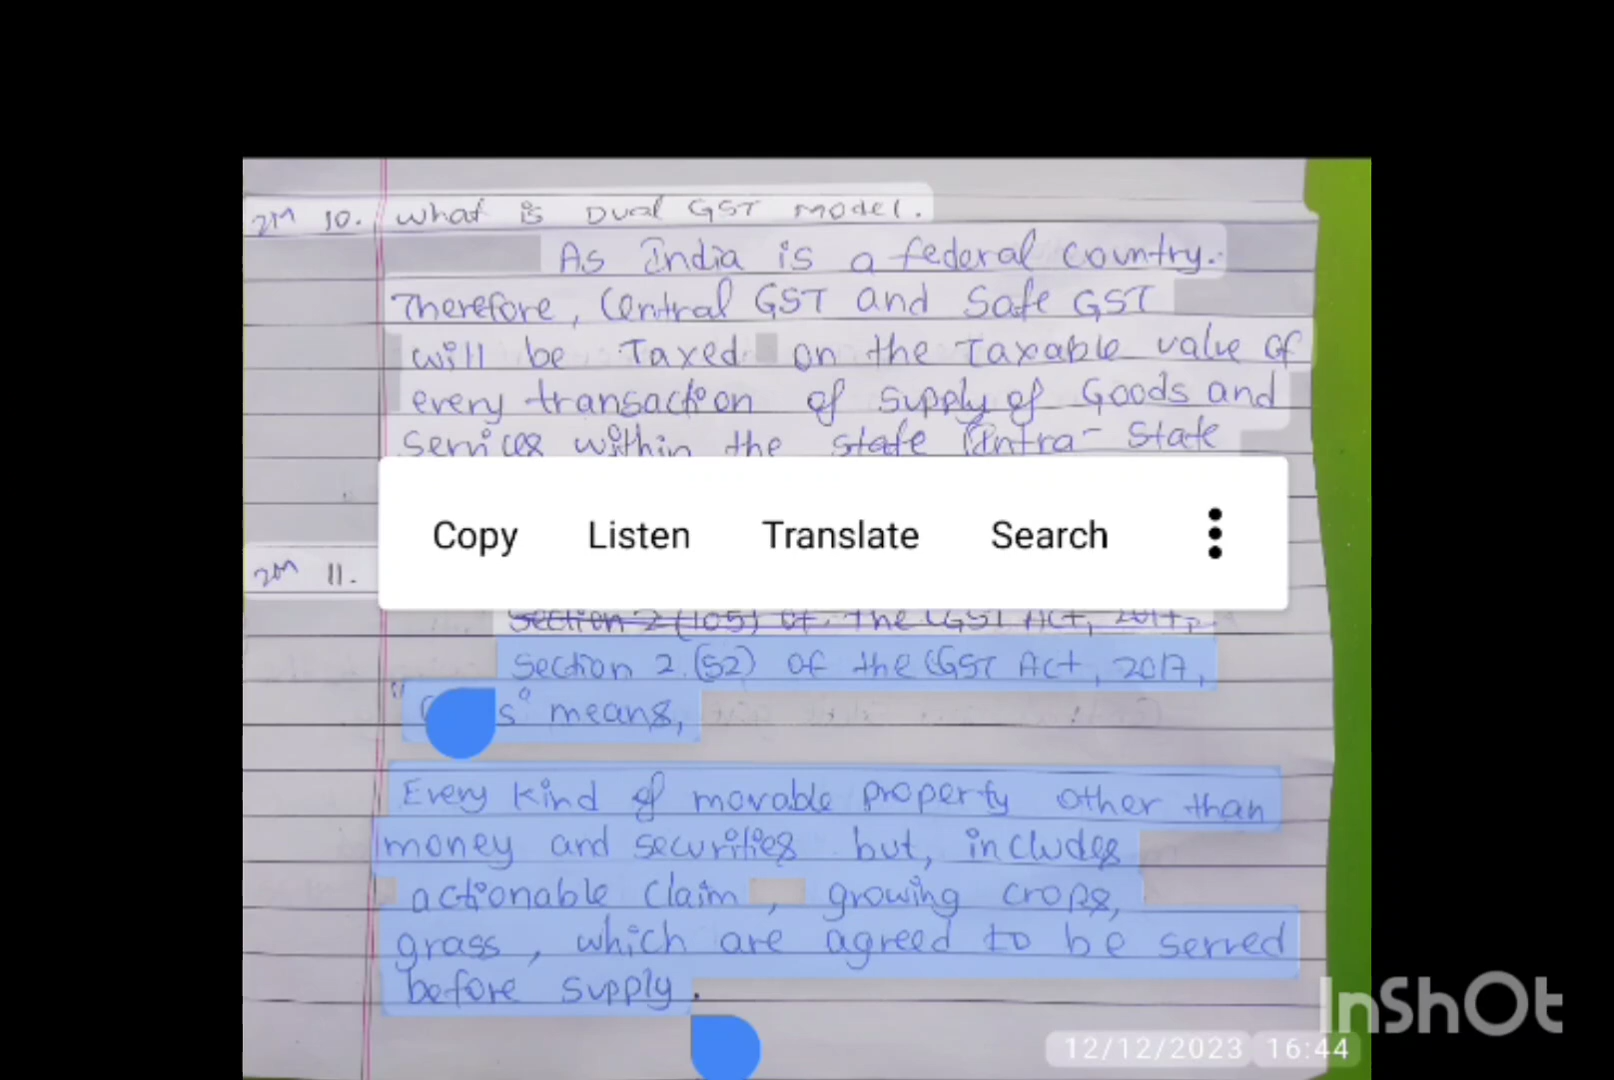 2M 10. What is Dual GST model.
As India is a federal country.
Therefore, Central GST and Safe GST
will be Taxed on the Taxable value of
every transaction of supply of Goods and
Services within the state (Intra-State
Copy Listen Translate Search
2M 11.
Section 2 (105) of the CGST Act, 2017,
Section 2.(52) of the CGST Act, 2017,
means,
Every kind of movable property other than
money and securities but, includes
actionable claim, growing crops,
grass, which are agreed to be served
before supply.
InShOt
12/12/2023 16:44